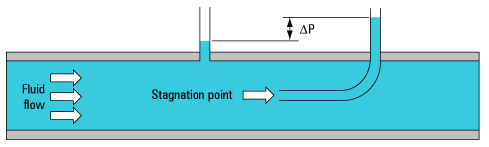 ΔP
Fluid
flow
Stagnation point